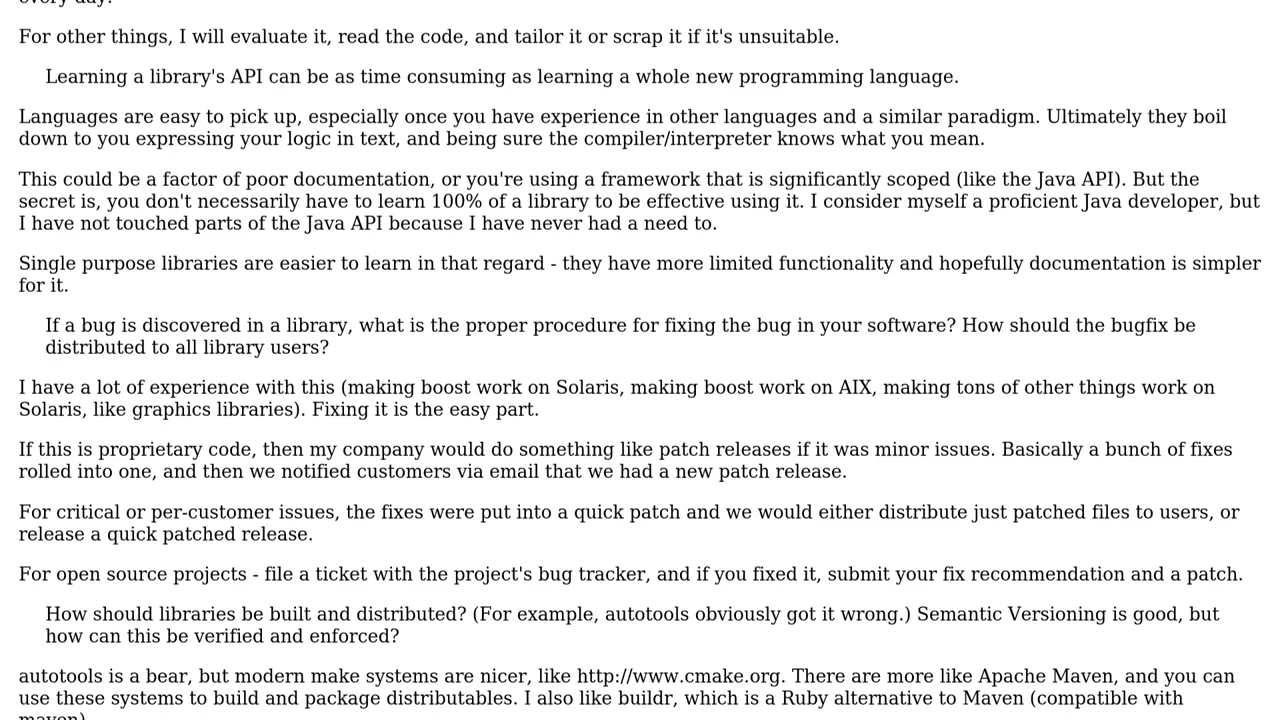 every day.
For other things, I will evaluate it, read the code, and tailor it or scrap it if it's unsuitable.
Learning a library's API can be as time consuming as learning a whole new programming language.
Languages are easy to pick up, especially once you have experience in other languages and a similar paradigm. Ultimately they boil
down to you expressing your logic in text, and being sure the compiler/interpreter knows what you mean.
This could be a factor of poor documentation, or you're using a framework that is significantly scoped (like the Java API). But the
secret is, you don't necessarily have to learn 100% of a library to be effective using it. I consider myself a proficient Java developer, but
I have not touched parts of the Java API because I have never had a need to.
Single purpose libraries are easier to learn in that regard - they have more limited functionality and hopefully documentation is simpler
for it.
If a bug is discovered in a library, what is the proper procedure for fixing the bug in your software? How should the bugfix be
distributed to all library users?
I have a lot of experience with this (making boost work on Solaris, making boost work on AIX, making tons of other things work on
Solaris, like graphics libraries). Fixing it is the easy part.
If this is proprietary code, then my company would do something like patch releases if it was minor issues. Basically a bunch of fixes
rolled into one, and then we notified customers via email that we had a new patch release.
For critical or per-customer issues, the fixes were put into a quick patch and we would either distribute just patched files to users, or
release a quick patched release.
For open source projects - file a ticket with the project's bug tracker, and if you fixed it, submit your fix recommendation and a patch.
How should libraries be built and distributed? (For example, autotools obviously got it wrong.) Semantic Versioning is good, but
how can this be verified and enforced?
autotools is a bear, but modern make systems are nicer, like http://www.cmake.org. There are more like Apache Maven, and you can
use these systems to build and package distributables. I also like buildr, which is a Ruby alternative to Maven (compatible with
maven)